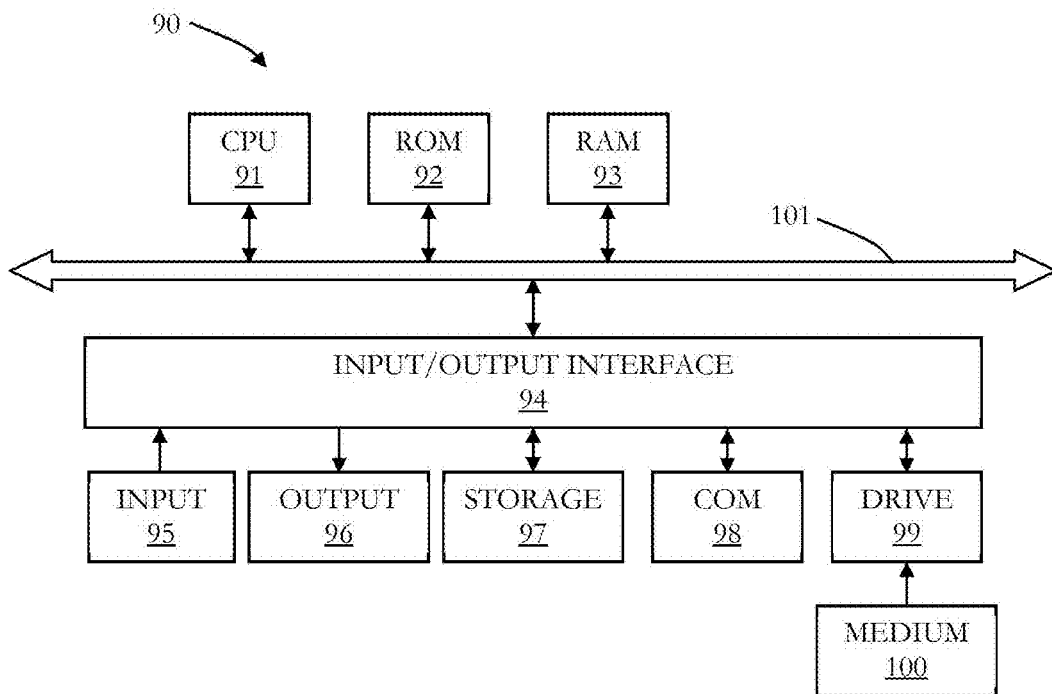 90
CPU
91
ROM
92
RAM
93
101
INPUT/OUTPUT INTERFACE
94
INPUT
95
OUTPUT
96
STORAGE
97
COM
98
DRIVE
99
MEDIUM
100